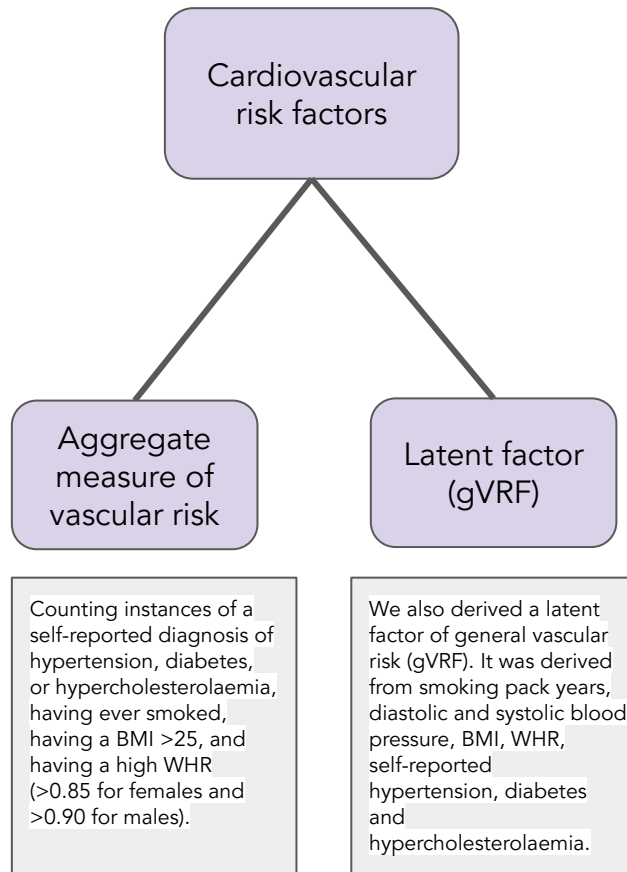 Cardiovascular
risk factors
Aggregate
measure of
vascular risk
Latent factor
(gVRF)
Counting instances of a
self-reported diagnosis of
hypertension, diabetes,
or hypercholesterolaemia,
having ever smoked,
having a BMI >25, and
having a high WHR
(>0.85 for females and
>0.90 for males).
We also derived a latent
factor of general vascular
risk (gVRF). It was derived
from smoking pack years,
diastolic and systolic blood
pressure, BMI, WHR,
self-reported
hypertension, diabetes
and
hypercholesterolaemia.